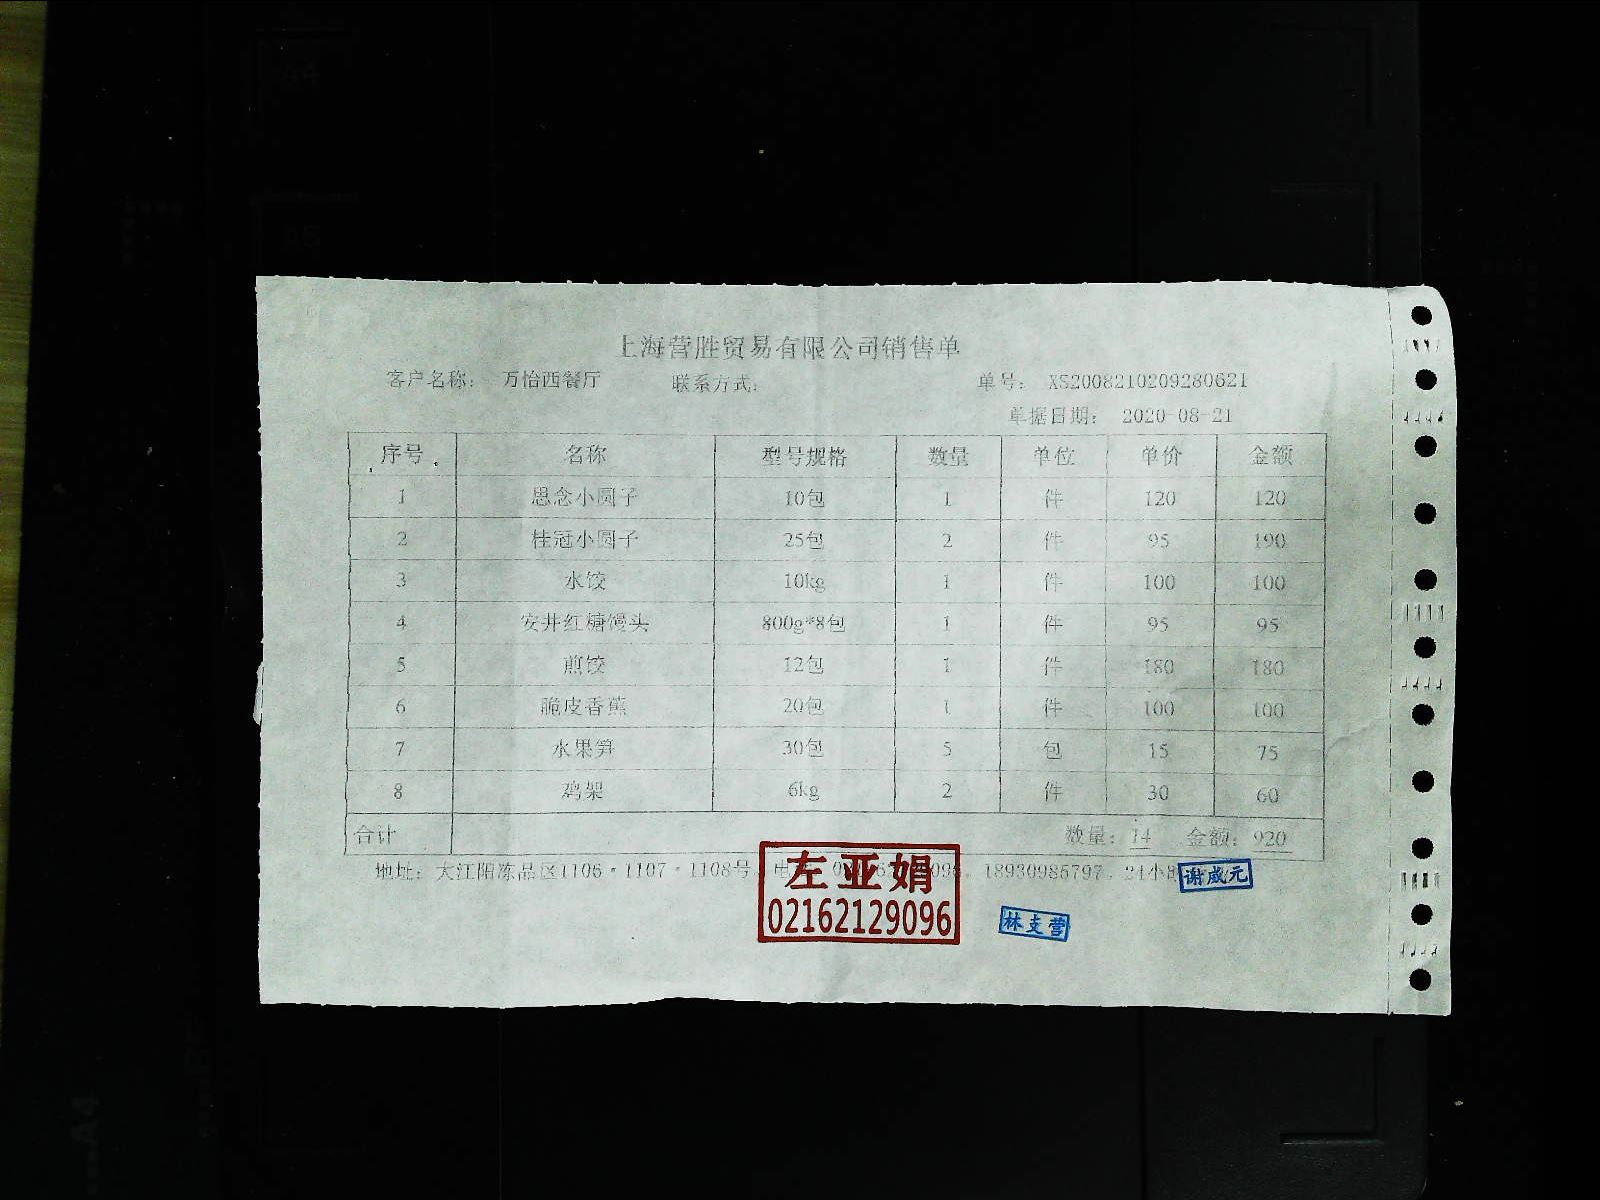 上海营胜贸易有限公司销售单
客户名称： 万怡西餐厅 联系方式： 单号： XS2008210209280621
单据日期： 2020-08-21
序号 名称 型号规格 数量 单位 单价 金额
1 思念小圆子 10包 1 件 120 120
2 桂冠小圆子 25包 2 件 95 190
3 水饺 10kg 1 件 100 100
4 安井红糖馒头 800g*8包 1 件 95 95
5 煎饺 12包 1 件 180 180
6 脆皮香蕉 20包 1 件 100 100
7 水果笋 30包 5 包 15 75
8 鸡架 6kg 2 件 30 60
合计 数量： 14 金额： 920
地址： 大江阳冻品区1106·1107·1108号 18930985797, 24小
左亚娟
02162129096
谢成元
林支营
A4
A5
A4